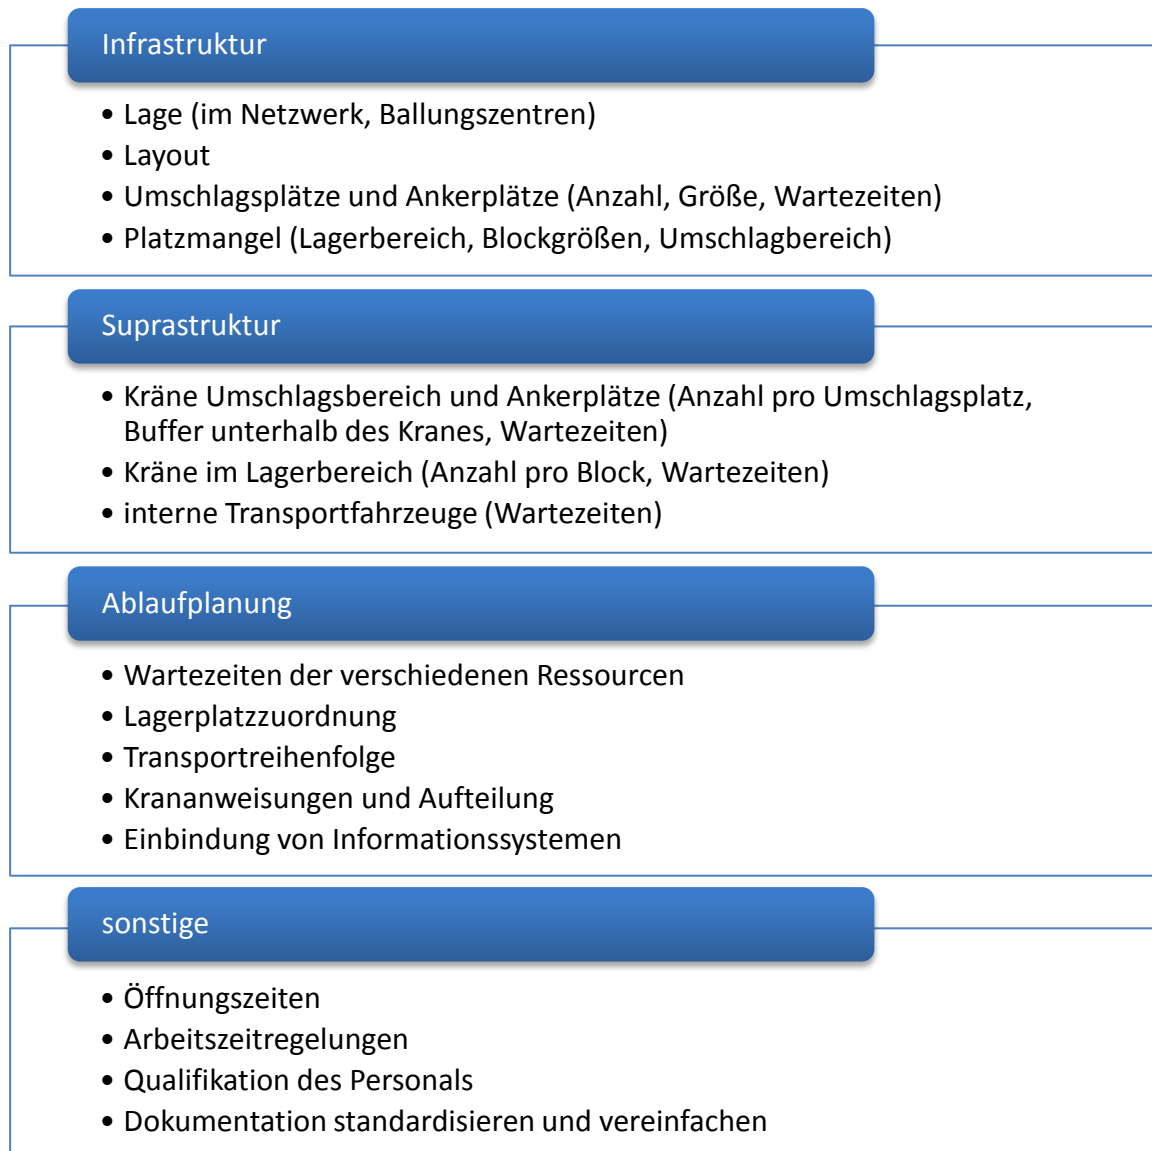 Infrastruktur
• Lage (im Netzwerk, Ballungszentren)
• Layout
• Umschlagsplätze und Ankerplätze (Anzahl, Größe, Wartezeiten)
• Platzmangel (Lagerbereich, Blockgrößen, Umschlagbereich)
Suprastruktur
• Kräne Umschlagsbereich und Ankerplätze (Anzahl pro Umschlagsplatz,
Buffer unterhalb des Kranes, Wartezeiten)
• Kräne im Lagerbereich (Anzahl pro Block, Wartezeiten)
• interne Transportfahrzeuge (Wartezeiten)
Ablaufplanung
• Wartezeiten der verschiedenen Ressourcen
• Lagerplatzzuordnung
• Transportreihenfolge
• Krananweisungen und Aufteilung
• Einbindung von Informationssystemen
sonstige
• Öffnungszeiten
• Arbeitszeitregelungen
• Qualifikation des Personals
• Dokumentation standardisieren und vereinfachen